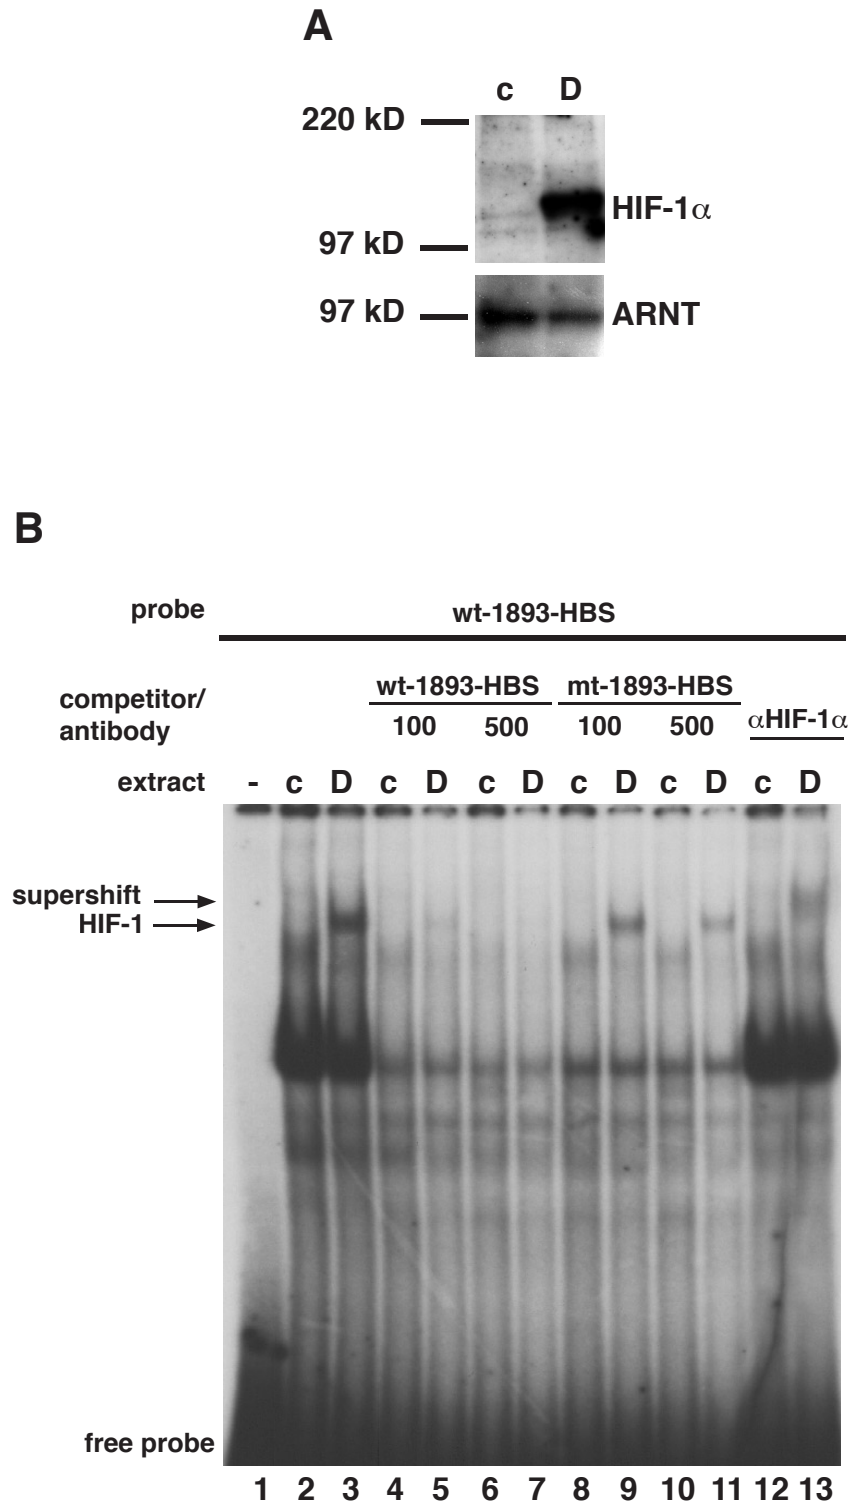 A
c D
220 kD
HIF-1α
97 kD
97 kD ARNT
B
probe wt-1893-HBS
competitor/
antibody
wt-1893-HBS mt-1893-HBS
100 500 100 500 αHIF-1α
extract - c D c D c D c D c D c D
supershift
HIF-1
free probe
1 2 3 4 5 6 7 8 9 10 11 12 13